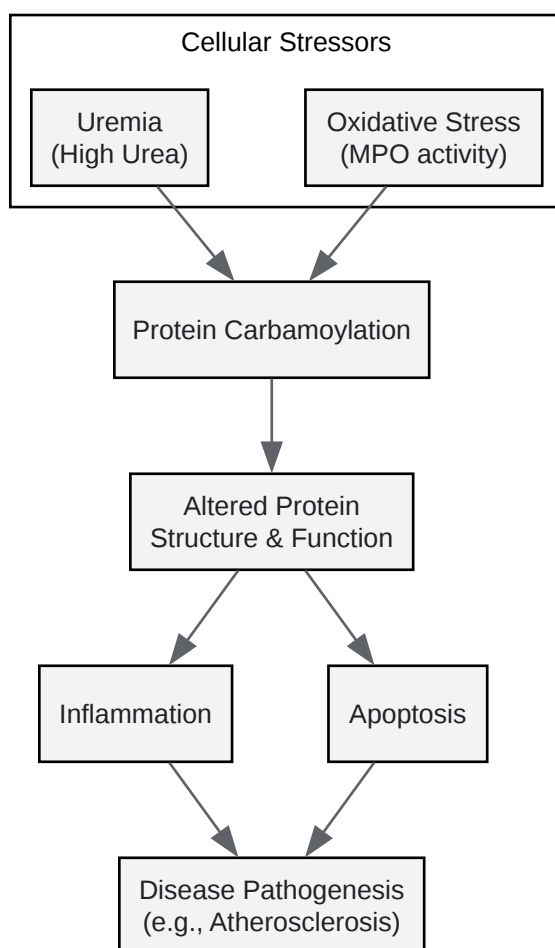 Cellular Stressors
Uremia
(High Urea)
Oxidative Stress
(MPO activity)
Protein Carbamoylation
Altered Protein
Structure & Function
Inflammation
Apoptosis
Disease Pathogenesis
(e.g., Atherosclerosis)